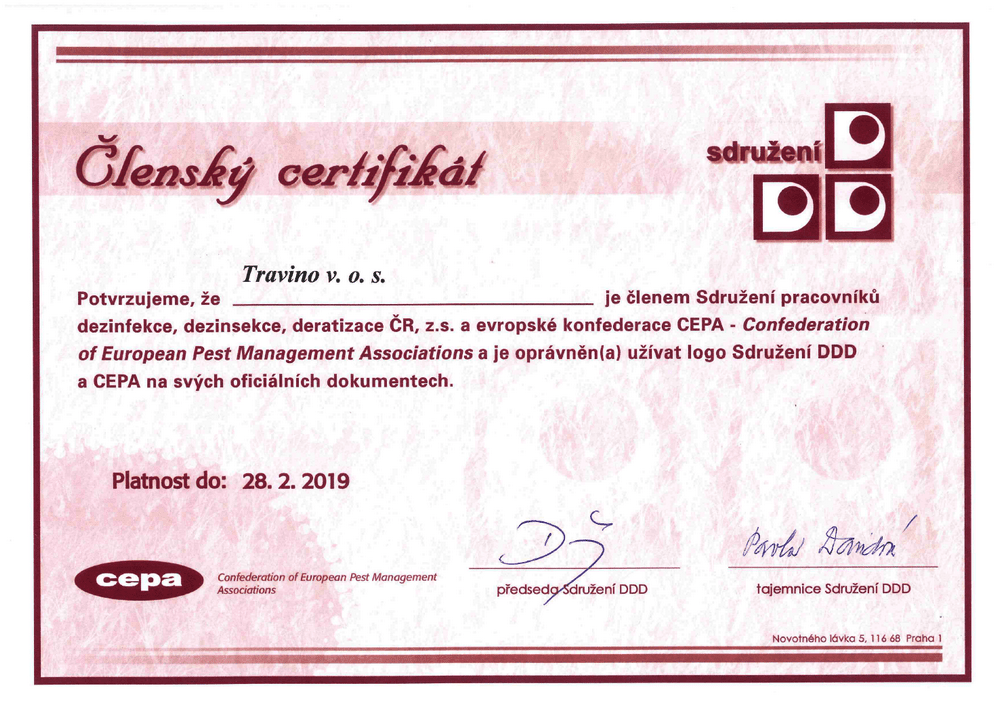 Členský certifikát
sdružení
D
D D
Travino v. o. s.
Potvrzujeme, že je členem Sdružení pracovníků
dezinfekce, dezinsekce, deratizace ČR, z.s. a evropské konfederace CEPA - Confederation
of European Pest Management Associations a je oprávněn(a) užívat logo Sdružení DDD
a CEPA na svých oficiálních dokumentech.
Platnost do: 28. 2. 2019
cepa
Confederation of European Pest Management
Associations
předseda Sdružení DDD
tajemnice Sdružení DDD
Novotného lávka 5, 116 68 Praha 1